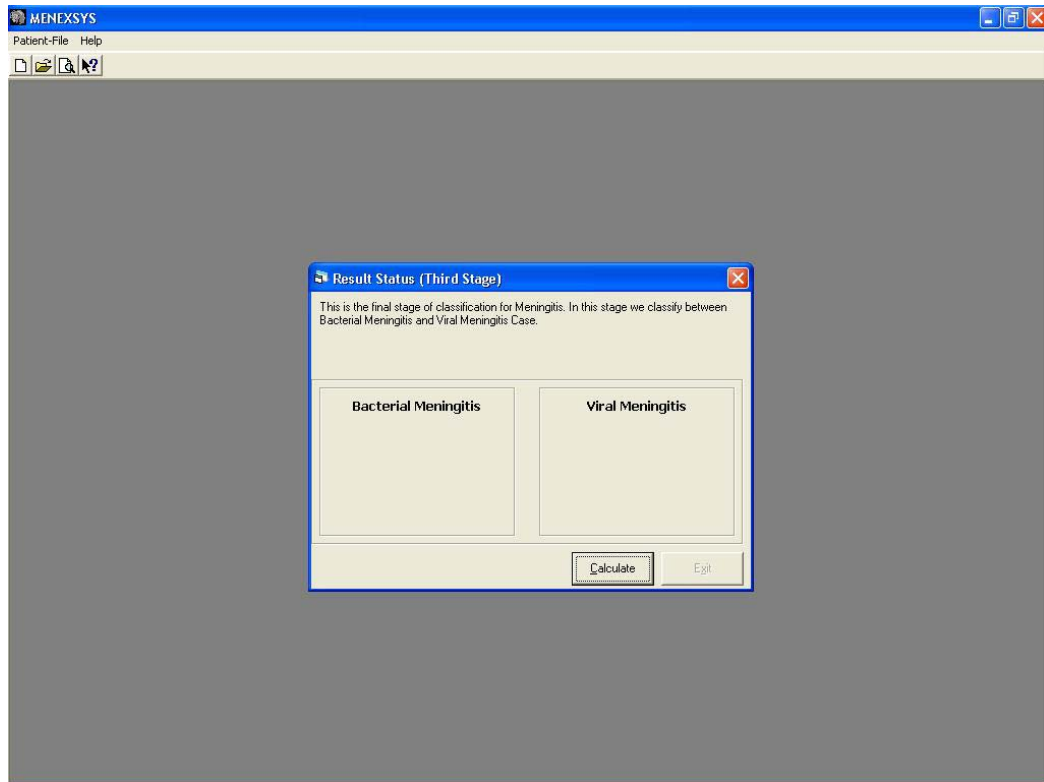 MENEXSYS
Patient-File Help
Result Status (Third Stage)
This is the final stage of classification for Meningitis. In this stage we classify between
Bacterial Meningitis and Viral Meningitis Case.
Bacterial Meningitis Viral Meningitis
Calculate Exit